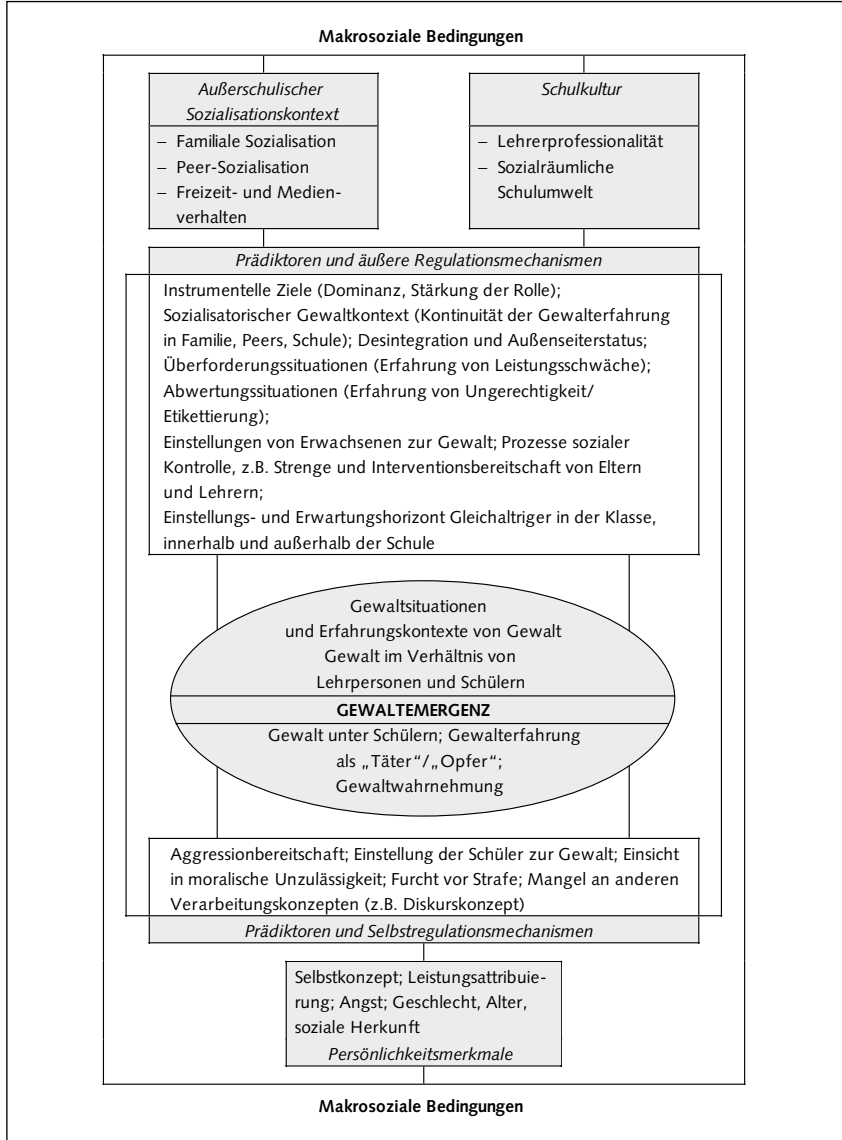 Makrosoziale Bedingungen
Außerschulischer
Sozialisationskontext
– Familiale Sozialisation
– Peer-Sozialisation
– Freizeit- und Medien-
verhalten
Schulkultur
– Lehrerprofessionalität
– Sozialräumliche
Schulumwelt
Prädiktoren und äußere Regulationsmechanismen
Instrumentelle Ziele (Dominanz, Stärkung der Rolle);
Sozialisatorischer Gewaltkontext (Kontinuität der Gewalterfahrung
in Familie, Peers, Schule); Desintegration und Außenseiterstatus;
Überforderungssituationen (Erfahrung von Leistungsschwäche);
Abwertungssituationen (Erfahrung von Ungerechtigkeit/
Etikettierung);
Einstellungen von Erwachsenen zur Gewalt; Prozesse sozialer
Kontrolle, z.B. Strenge und Interventionsbereitschaft von Eltern
und Lehrern;
Einstellungs- und Erwartungshorizont Gleichaltriger in der Klasse,
innerhalb und außerhalb der Schule
Gewaltsituationen
und Erfahrungskontexte von Gewalt
Gewalt im Verhältnis von
Lehrpersonen und Schülern
GEWALTEMERGENZ
Gewalt unter Schülern; Gewalterfahrung
als „Täter“/„Opfer“;
Gewaltwahrnehmung
Aggressionbereitschaft; Einstellung der Schüler zur Gewalt; Einsicht
in moralische Unzulässigkeit; Furcht vor Strafe; Mangel an anderen
Verarbeitungskonzepten (z.B. Diskurskonzept)
Prädiktoren und Selbstregulationsmechanismen
Selbstkonzept; Leistungsattribuie-
rung; Angst; Geschlecht, Alter,
soziale Herkunft
Persönlichkeitsmerkmale
Makrosoziale Bedingungen